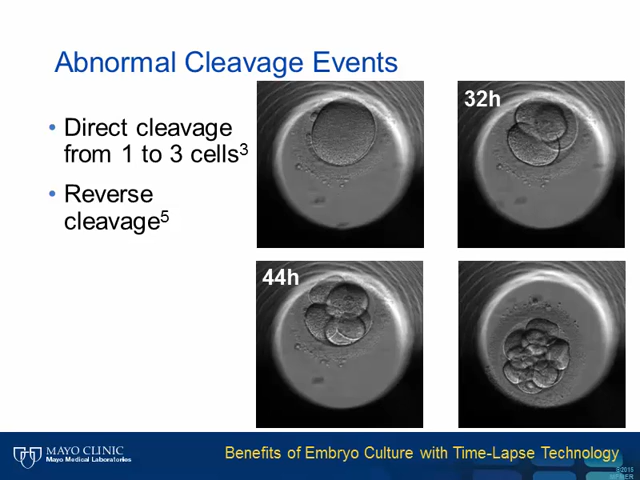 Abnormal Cleavage Events
• Direct cleavage
from 1 to 3 cells3
• Reverse
cleavage5
32h
44h
MAYO CLINIC
Mayo Medical Laboratories
Benefits of Embryo Culture with Time-Lapse Technology